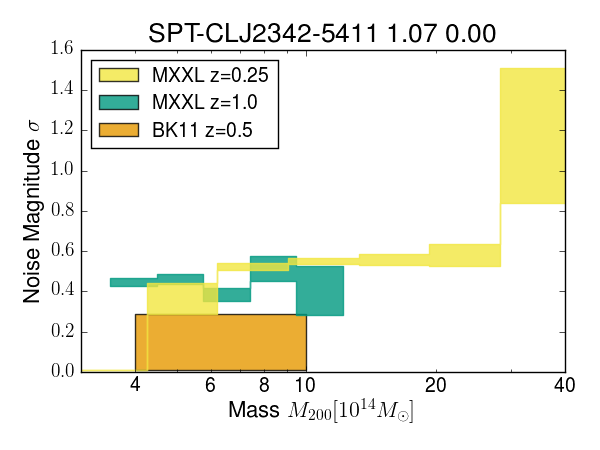 SPT-CLJ2342-5411 1.07 0.00
MXXL z=0.25
MXXL z=1.0
BK11 z=0.5
Noise Magnitude σ
1.6
1.4
1.2
1.0
0.8
0.6
0.4
0.2
0.0
4 6 8 10 20 40
Mass M₂₀₀[10¹⁴M☉]